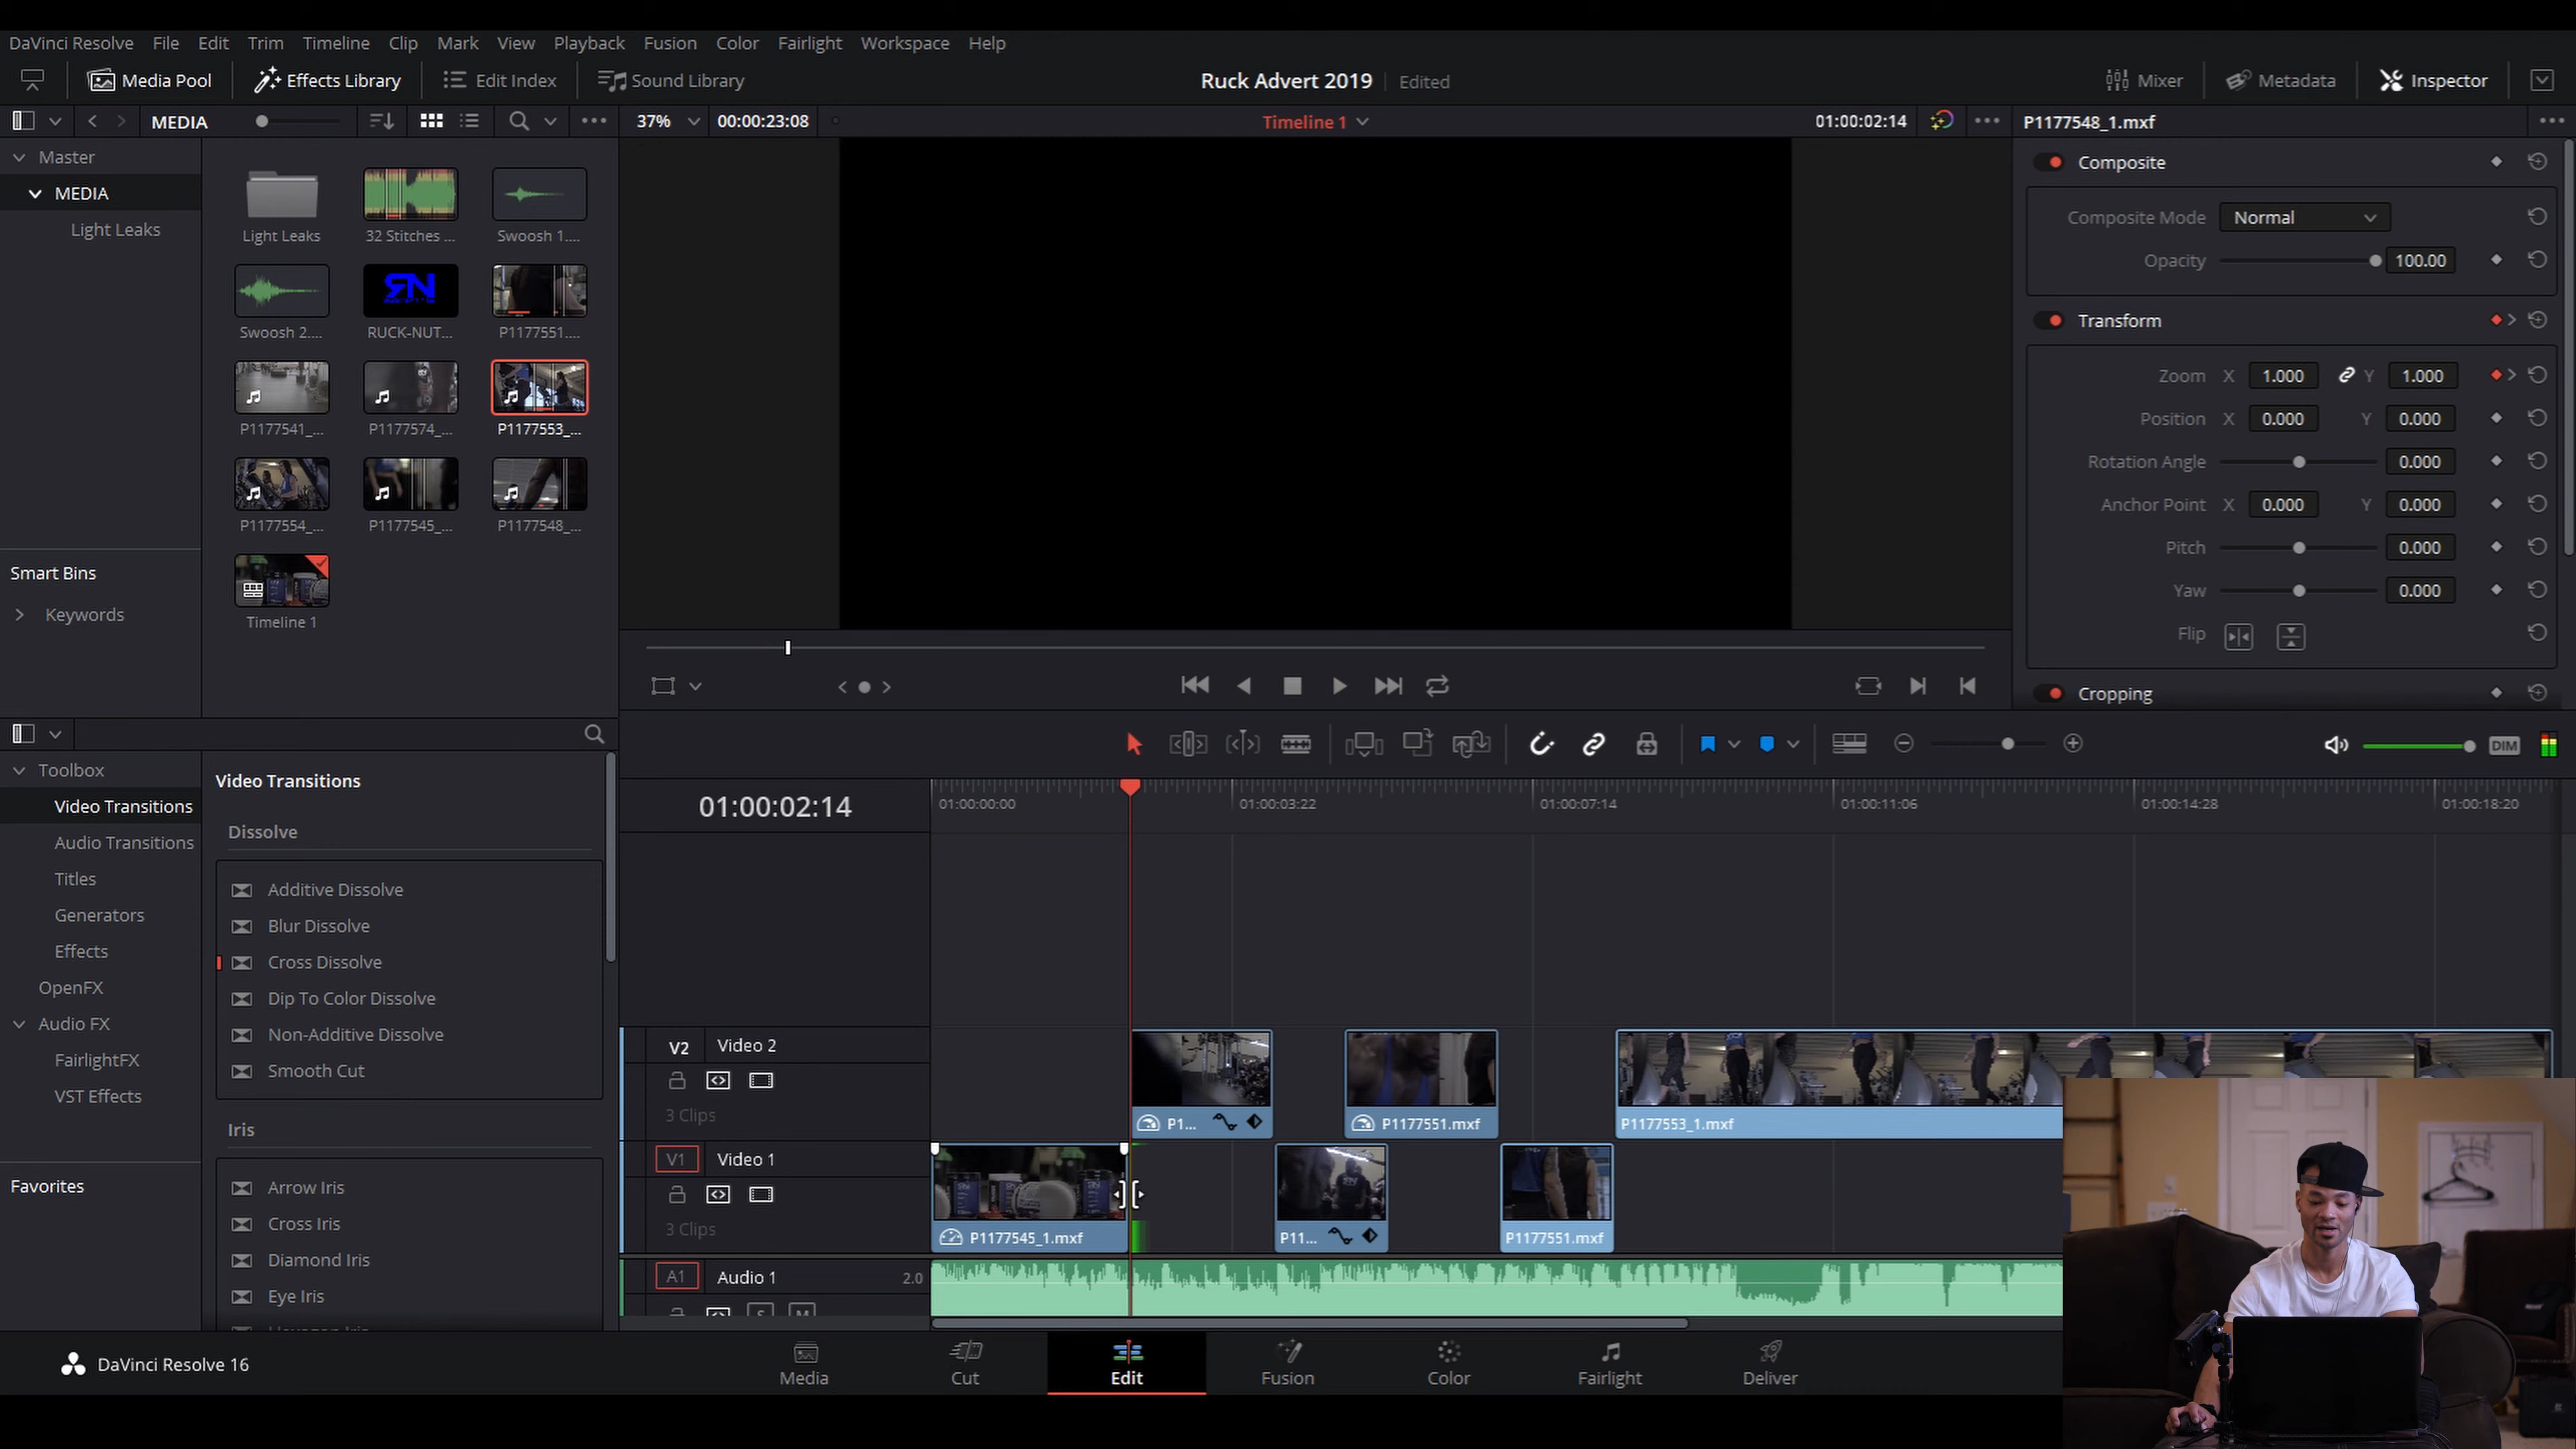 DaVinci Resolve File Edit Trim Timeline Clip Mark View Playback Fusion Color Fairlight Workspace Help
Media Pool Effects Library Edit Index Sound Library Ruck Advert 2019 Edited Mixer Metadata Inspector
MEDIA 37% 00:00:23:08 Timeline 1 01:00:02:14 P1177548_1.mxf
Master
MEDIA
Light Leaks
Light Leaks 32 Stitches ... Swoosh 1....
Swoosh 2.... RUCK-NUT... P1177551....
P1177541_... P1177574_... P1177553_...
P1177554_... P1177545_... P1177548_...
Timeline 1
Smart Bins
Keywords
Composite
Composite Mode Normal
Opacity 100.00
Transform
Zoom X 1.000 Y 1.000
Position X 0.000 Y 0.000
Rotation Angle 0.000
Anchor Point X 0.000 Y 0.000
Pitch 0.000
Yaw 0.000
Flip
Cropping
DIM
Toolbox
Video Transitions
Audio Transitions
Titles
Generators
Effects
OpenFX
Audio FX
FairlightFX
VST Effects
Favorites
Video Transitions
Dissolve
Additive Dissolve
Blur Dissolve
Cross Dissolve
Dip To Color Dissolve
Non-Additive Dissolve
Smooth Cut
Iris
Arrow Iris
Cross Iris
Diamond Iris
Eye Iris
01:00:02:14
01:00:00:00 01:00:03:22 01:00:07:14 01:00:11:06 01:00:14:28 01:00:18:20
V2 Video 2
3 Clips
P1... P1177551.mxf P1177553_1.mxf
V1 Video 1
3 Clips
P1177545_1.mxf P11... P1177551.mxf
A1 Audio 1 2.0
S M
DaVinci Resolve 16
Media Cut Edit Fusion Color Fairlight Deliver